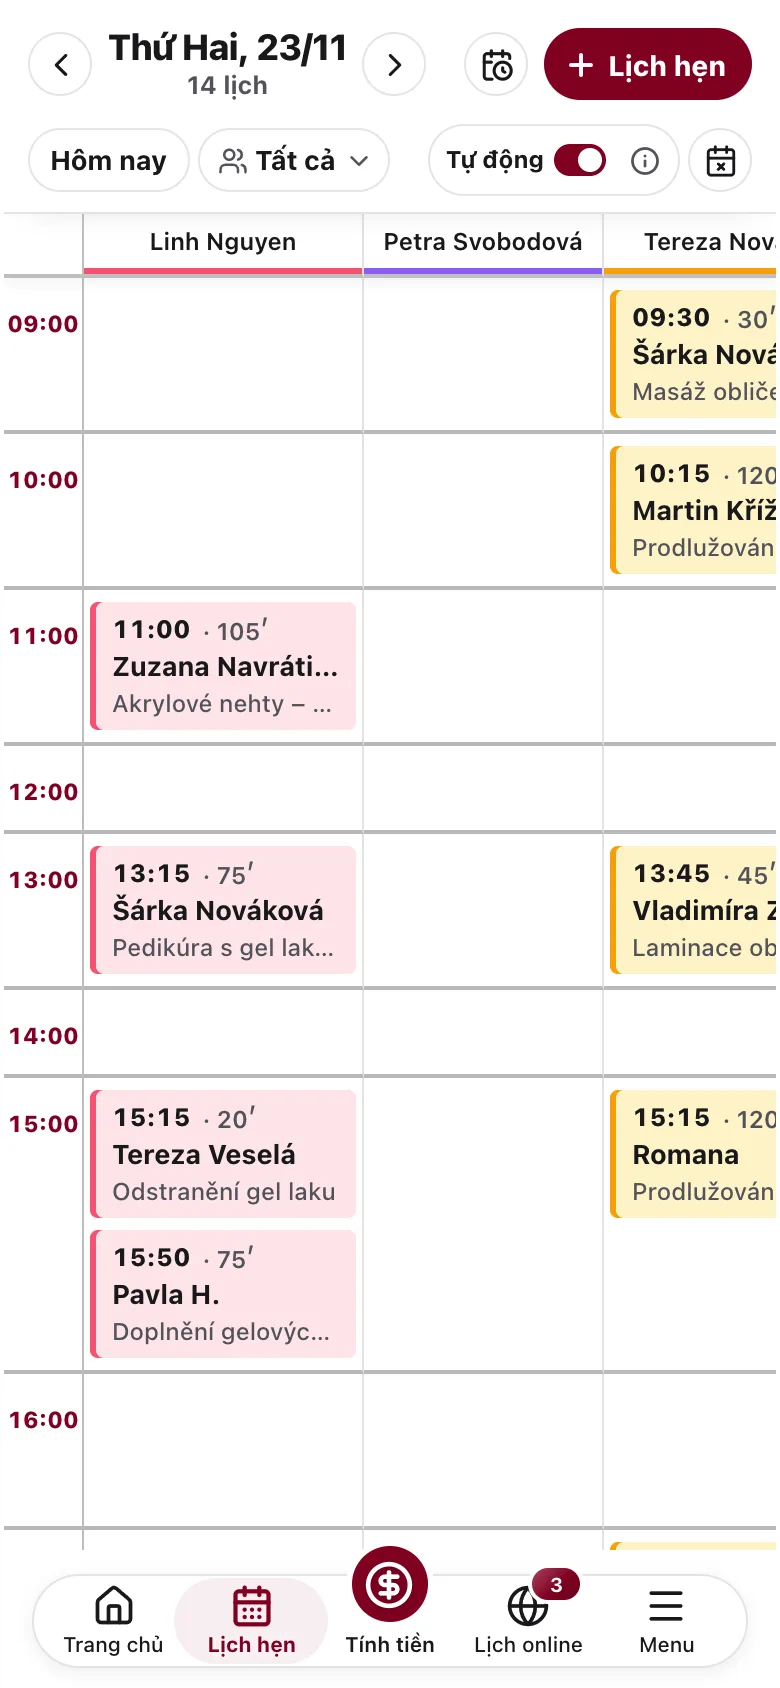 Thứ Hai, 23/11
14 lịch
Lịch hẹn
Hôm nay
Tất cả
Tự động
Linh Nguyen
Petra Svobodová
Tereza Nov
09:00
09:30 · 30′
Šárka Nová
Masáž obliče
10:00
10:15 · 120
Martin Kříž
Prodlužován
11:00
11:00 · 105′
Zuzana Navráti...
Akrylové nehty – ...
12:00
13:00
13:15 · 75′
Šárka Nováková
Pedikúra s gel lak...
13:45 · 45′
Vladimíra Z
Laminace ob
14:00
15:00
15:15 · 20′
Tereza Veselá
Odstranění gel laku
15:15 · 120
Romana
Prodlužován
15:50 · 75′
Pavla H.
Doplnění gelovýc...
16:00
Trang chủ
Lịch hẹn
Tính tiền
3
Lịch online
Menu